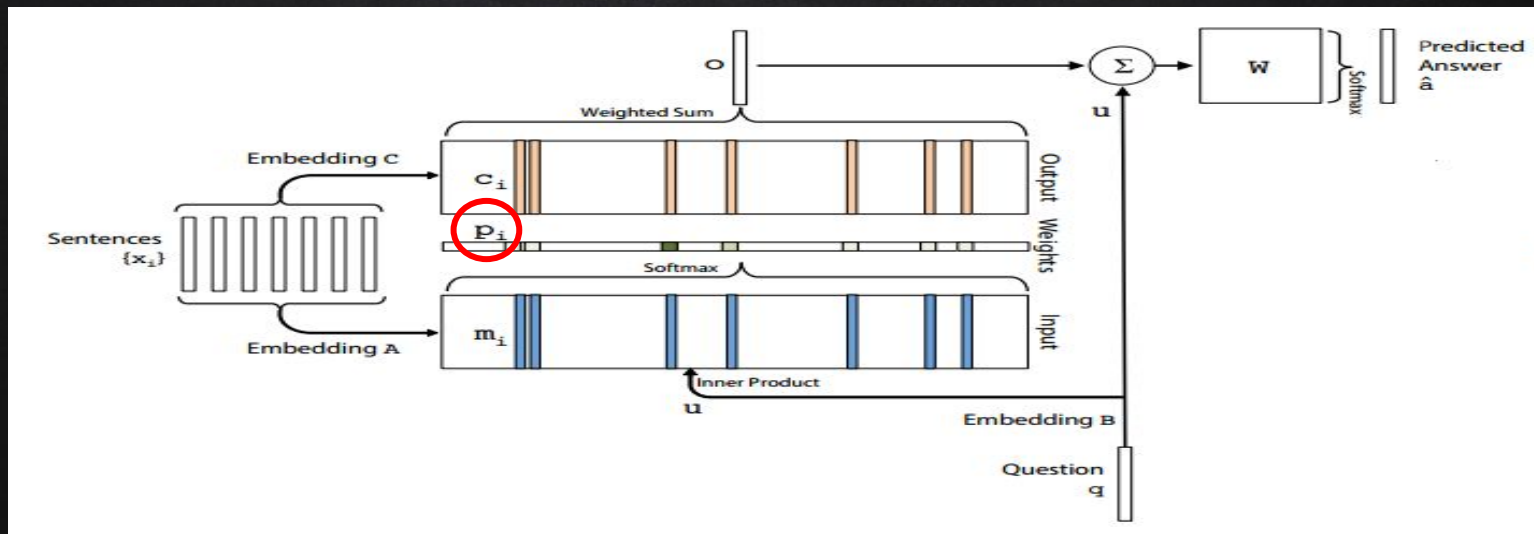 o
Σ
W
Softmax
Predicted
Answer
â
u
Weighted Sum
Embedding C
c_i
Output
Sentences
{x_i}
p_i
Weights
Softmax
m_i
Input
Embedding A
Inner Product
u
Embedding B
Question
q